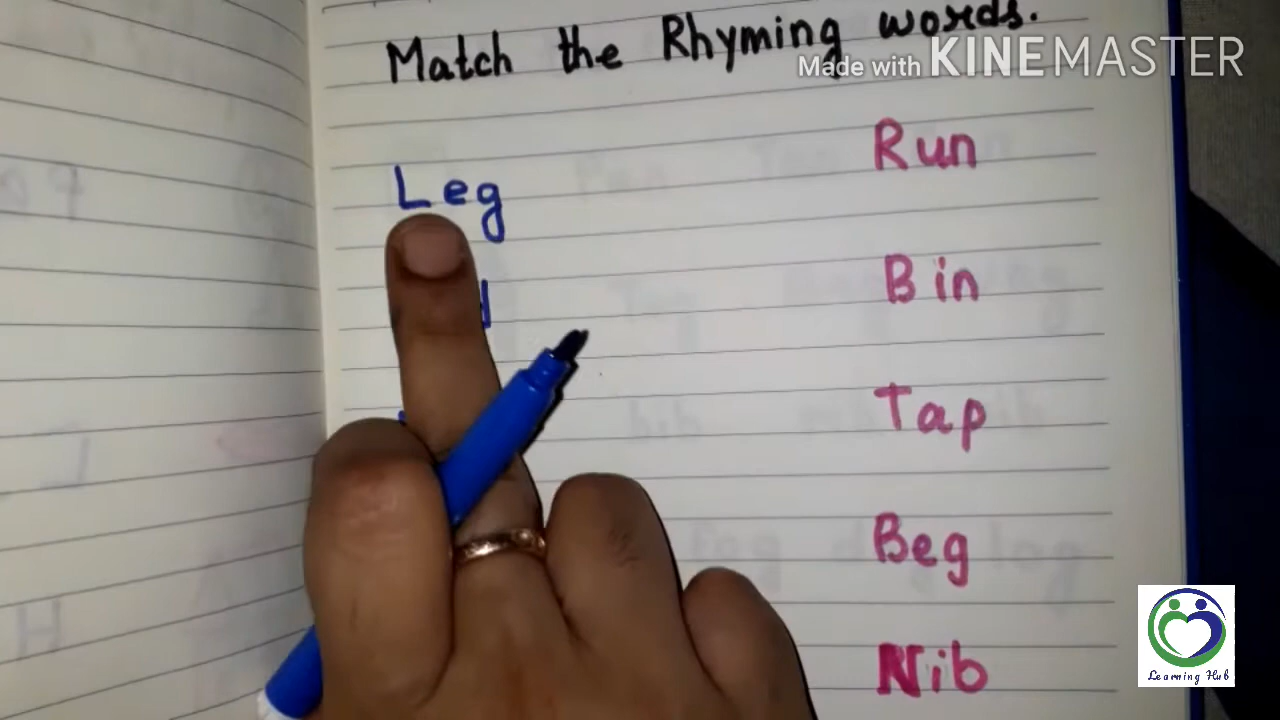 Match the Rhyming words.
Made with KINEMASTER
Leg
Run
Bin
Tap
Beg
Nib
Learning Hub